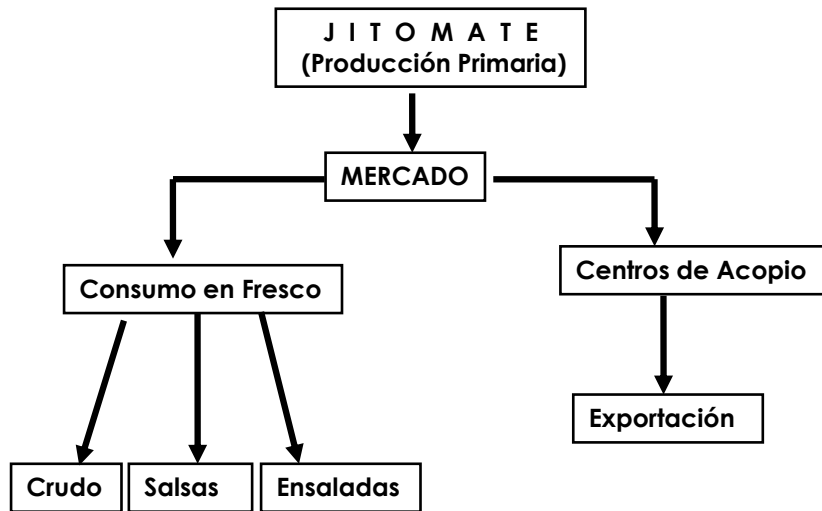 J I T O M A T E
(Producción Primaria)
MERCADO
Consumo en Fresco
Centros de Acopio
Exportación
Crudo
Salsas
Ensaladas